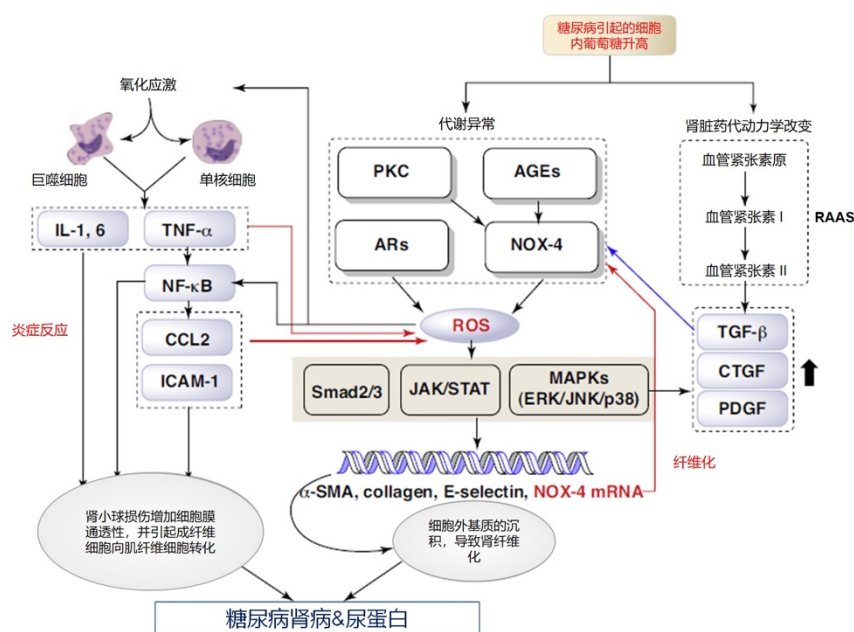 糖尿病引起的细胞
内葡萄糖升高
氧化应激
代谢异常
肾脏药代动力学改变
巨噬细胞
单核细胞
PKC
AGEs
血管紧张素原
IL-1, 6
TNF-α
ARs
NOX-4
血管紧张素 I
RAAS
NF-κB
血管紧张素 II
炎症反应
CCL2
ROS
TGF-β
ICAM-1
Smad2/3
JAK/STAT
MAPKs
(ERK/JNK/p38)
CTGF
PDGF
纤维化
α-SMA, collagen, E-selectin, NOX-4 mRNA
肾小球损伤增加细胞膜
通透性，并引起成纤维
细胞向肌纤维细胞转化
细胞外基质的沉
积，导致肾纤维
化
糖尿病肾病&尿蛋白